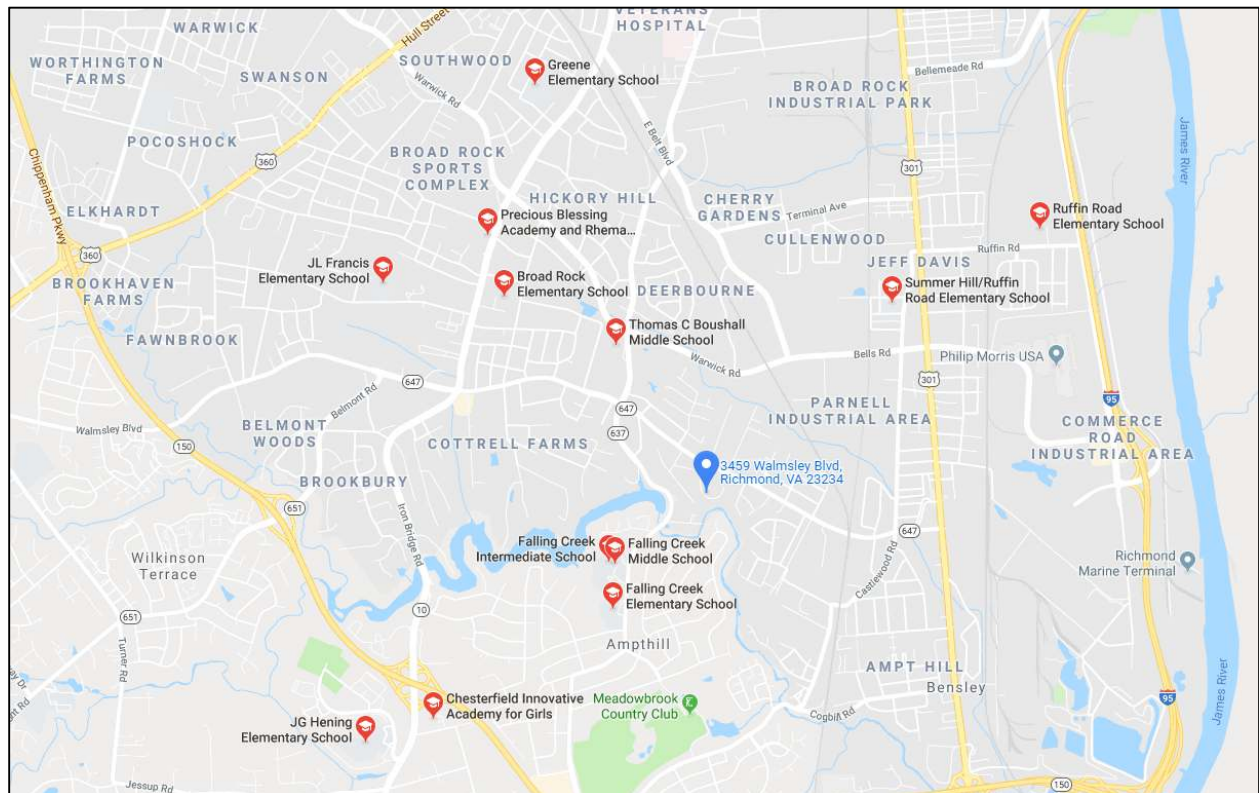 VETERANS
HOSPITAL
WARWICK
Hull Street
WORTHINGTON
FARMS
SWANSON
SOUTHWOOD
Greene
Elementary School
Warwick Rd
Bellemeade Rd
BROAD ROCK
INDUSTRIAL PARK
James River
POCOSHOCK
360
E Belt Blvd
Chippenham Pkwy
BROAD ROCK
SPORTS
COMPLEX
301
HICKORY HILL
CHERRY
GARDENS
Terminal Ave
ELKHARDT
Precious Blessing
Academy and Rhema...
Ruffin Road
Elementary School
360
CULLENWOOD
Ruffin Rd
JL Francis
Elementary School
JEFF DAVIS
BROOKHAVEN
FARMS
Broad Rock
Elementary School
DEERBOURNE
Summer Hill/Ruffin
Road Elementary School
FAWNBROOK
Thomas C Boushall
Middle School
Warwick Rd
Bells Rd
Philip Morris USA
647
Belmont Rd
301
95
647
PARNELL
INDUSTRIAL AREA
Walmsley Blvd
150
BELMONT
WOODS
637
COTTRELL FARMS
COMMERCE
ROAD
INDUSTRIAL AREA
3459 Walmsley Blvd,
Richmond, VA 23234
BROOKBURY
651
Iron Bridge Rd
647
Wilkinson
Terrace
Falling Creek
Intermediate School
Falling Creek
Middle School
Castlewood Rd
Richmond
Marine Terminal
Falling Creek
Elementary School
10
651
Turner Rd
Ampthill
AMPT HILL
Bensley
James River
Chesterfield Innovative
Academy for Girls
Meadowbrook
Country Club
95
Cogbill Rd
JG Hening
Elementary School
Jessup Rd
150